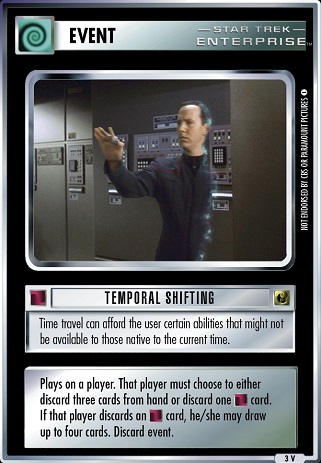 EVENT
STAR TREK
ENTERPRISE™
NOT ENDORSED BY CBS OR PARAMOUNT PICTURES
TEMPORAL SHIFTING
Time travel can afford the user certain abilities that might not
be available to those native to the current time.
Plays on a player. That player must choose to either
discard three cards from hand or discard one card.
If that player discards an card, he/she may draw
up to four cards. Discard event.
3 V